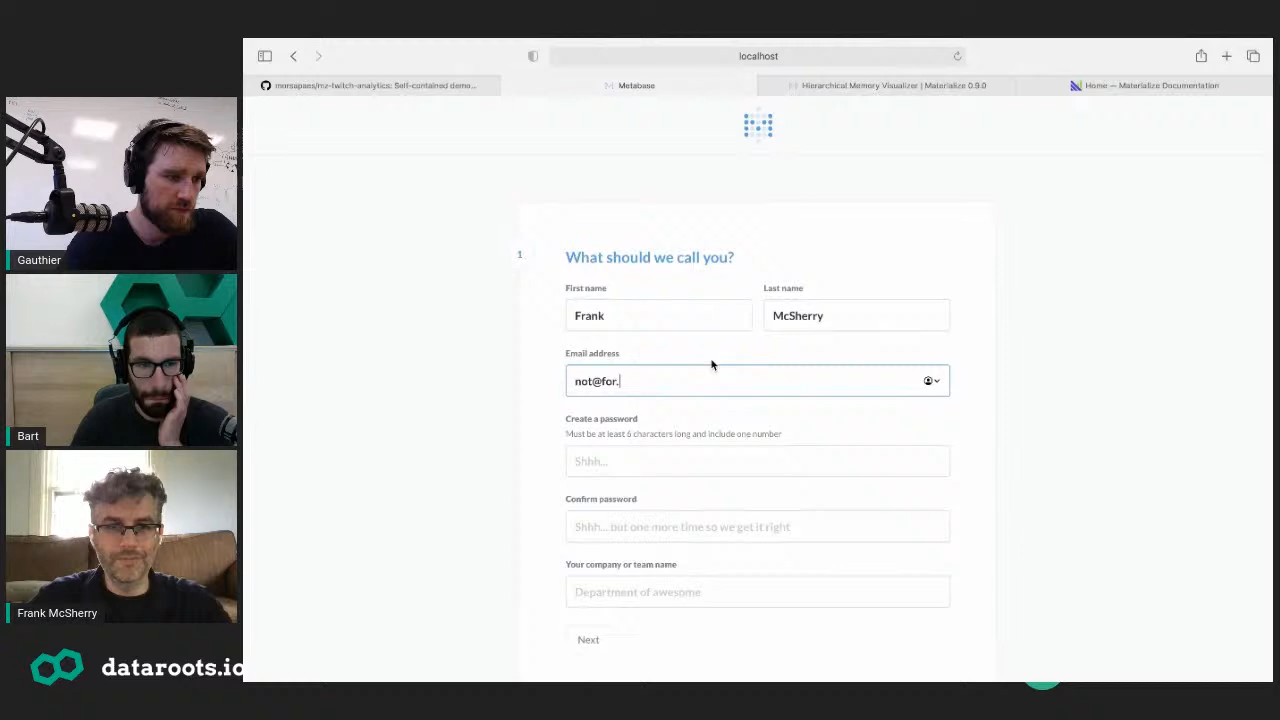 localhost
morsapaes/mz-twitch-analytics: Self-contained demo...
Metabase
Hierarchical Memory Visualizer | Materialize 0.9.0
Home — Materialize Documentation
Gauthier
Bart
Frank McSherry
dataroots.io
1
What should we call you?
First name
Last name
Frank
McSherry
Email address
not@for.
Create a password
Must be at least 6 characters long and include one number
Shhh...
Confirm password
Shhh... but one more time so we get it right
Your company or team name
Department of awesome
Next